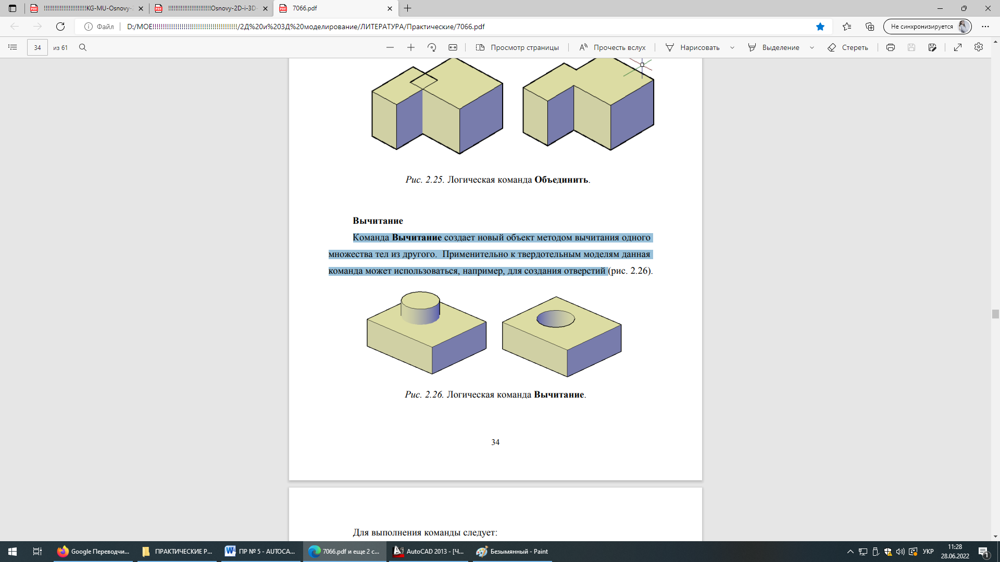 !!!!!!!!!!!!!!!!!!!!!!!!KG-MU-Osnovy-2
!!!!!!!!!!!!!!!!!!!!!!!!Osnovy-2D-i-3D-
7066.pdf
Файл
D:/МОЕ!!!!!!!!!!!!!!!!!!!!!!!!!!!!!!!!!!!!!!!!!/2Д%20и%203Д%20моделирование/ЛИТЕРАТУРА/Практические/7066.pdf
Не синхронизируется
34 из 61
Просмотр страницы
Прочесть вслух
Нарисовать
Выделение
Стереть
Рис. 2.25. Логическая команда Объединить.
Вычитание
Команда Вычитание создает новый объект методом вычитания одного
множества тел из другого. Применительно к твердотельным моделям данная
команда может использоваться, например, для создания отверстий (рис. 2.26).
Рис. 2.26. Логическая команда Вычитание.
34
Для выполнения команды следует:
Google Переводчи...
ПРАКТИЧЕСКИЕ Р...
ПР № 5 - AUTOCA...
7066.pdf и еще 2 с...
AutoCAD 2013 - [Ч...
Безымянный - Paint
УКР
11:28
28.06.2022
1